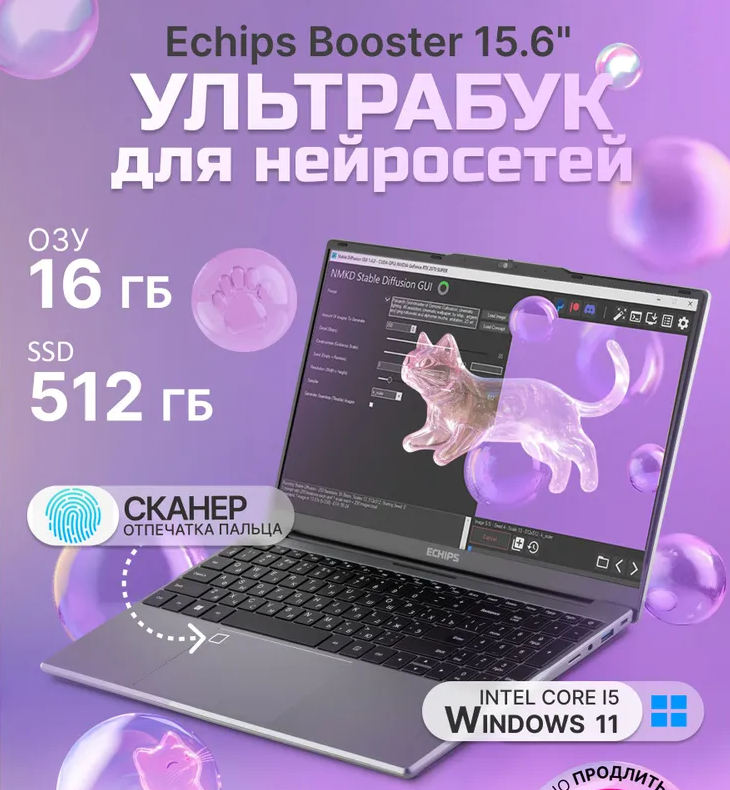 Echips Booster 15.6"
УЛЬТРАБУК
для нейросетей
ОЗУ
16 ГБ
SSD
512 ГБ
NMKD Stable Diffusion GUI
СКАНЕР
ОТПЕЧАТКА ПАЛЬЦА
ECHIPS
INTEL CORE I5
WINDOWS 11
ПРОДЛИТЬ